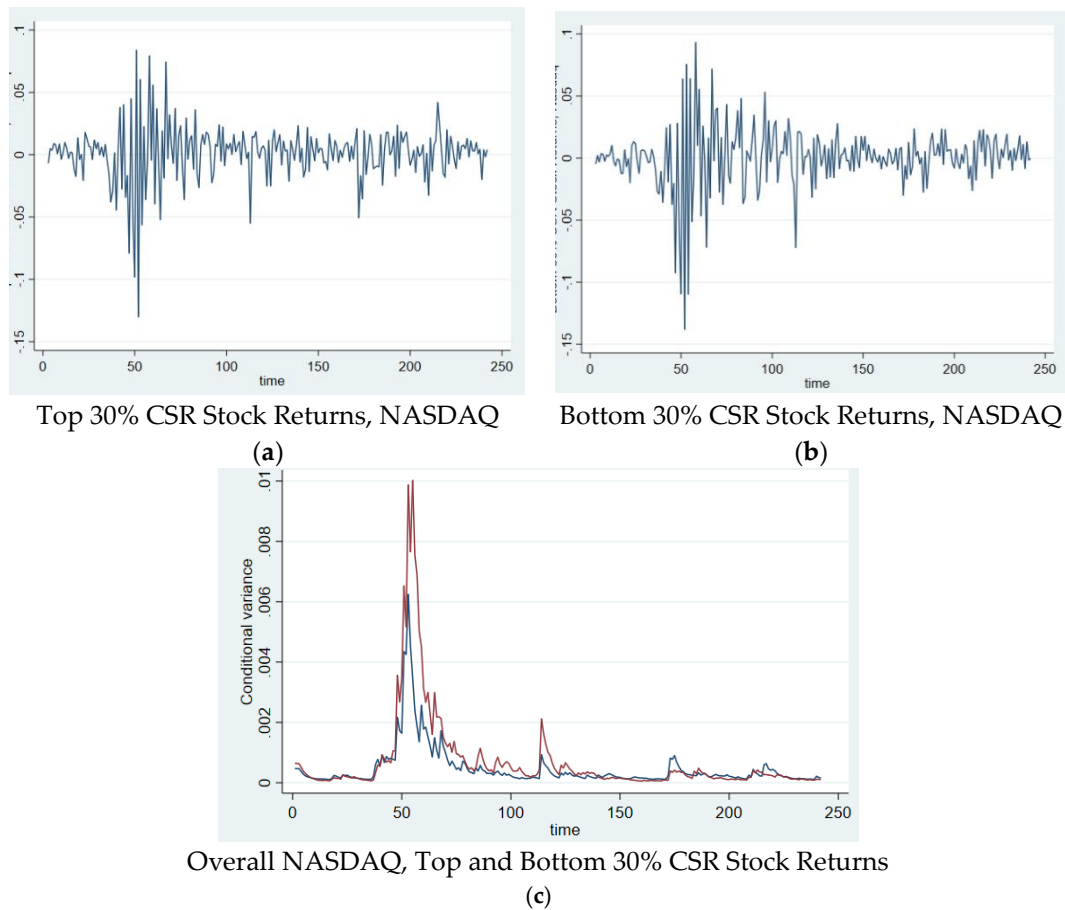 .1
.05
0
-.05
-.1
-.15
0 50 100 150 200 250
time
.1
.05
0
-.05
-.1
-.15
0 50 100 150 200 250
time
Top 30% CSR Stock Returns, NASDAQ
(a)
Bottom 30% CSR Stock Returns, NASDAQ
(b)
Conditional variance
.01
.008
.006
.004
.002
0
0 50 100 150 200 250
time
Overall NASDAQ, Top and Bottom 30% CSR Stock Returns
(c)